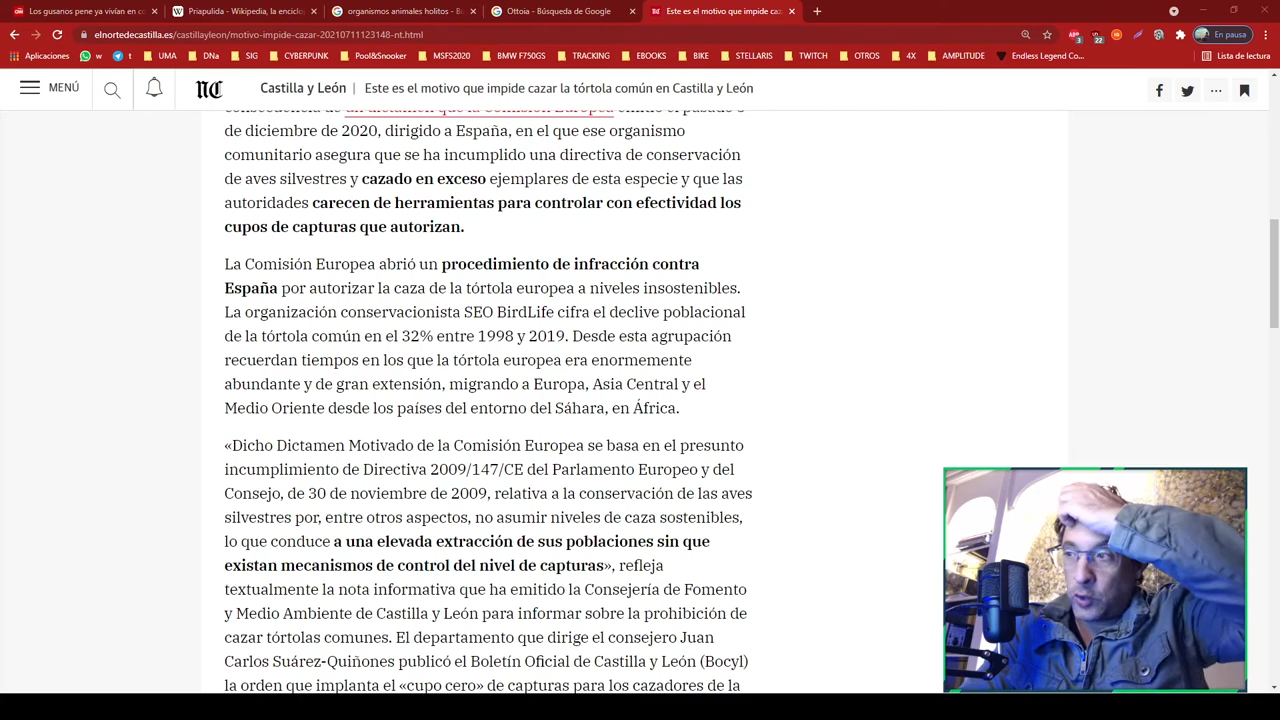 Los gusanos pene ya vivían en co
Priapulida - Wikipedia, la enciclop
organismos animales holitos - Bú
Ottoia - Búsqueda de Google
Este es el motivo que impide caz
elnortedecastilla.es/castillayleon/motivo-impide-cazar-20210711123148-nt.html
En pausa
Aplicaciones
w
t
UMA
DNa
SIG
CYBERPUNK
Pool&Snooker
MSFS2020
BMW F750GS
TRACKING
EBOOKS
BIKE
STELLARIS
TWITCH
OTROS
4X
AMPLITUDE
Endless Legend Co...
Lista de lectura
MENÚ
NC
Castilla y León
Este es el motivo que impide cazar la tórtola común en Castilla y León
de diciembre de 2020, dirigido a España, en el que ese organismo
comunitario asegura que se ha incumplido una directiva de conservación
de aves silvestres y cazado en exceso ejemplares de esta especie y que las
autoridades carecen de herramientas para controlar con efectividad los
cupos de capturas que autorizan.
La Comisión Europea abrió un procedimiento de infracción contra
España por autorizar la caza de la tórtola europea a niveles insostenibles.
La organización conservacionista SEO BirdLife cifra el declive poblacional
de la tórtola común en el 32% entre 1998 y 2019. Desde esta agrupación
recuerdan tiempos en los que la tórtola europea era enormemente
abundante y de gran extensión, migrando a Europa, Asia Central y el
Medio Oriente desde los países del entorno del Sáhara, en África.
«Dicho Dictamen Motivado de la Comisión Europea se basa en el presunto
incumplimiento de Directiva 2009/147/CE del Parlamento Europeo y del
Consejo, de 30 de noviembre de 2009, relativa a la conservación de las aves
silvestres por, entre otros aspectos, no asumir niveles de caza sostenibles,
lo que conduce a una elevada extracción de sus poblaciones sin que
existan mecanismos de control del nivel de capturas», refleja
textualmente la nota informativa que ha emitido la Consejería de Fomento
y Medio Ambiente de Castilla y León para informar sobre la prohibición de
cazar tórtolas comunes. El departamento que dirige el consejero Juan
Carlos Suárez-Quiñones publicó el Boletín Oficial de Castilla y León (Bocyl)
la orden que implanta el «cupo cero» de capturas para los cazadores de la